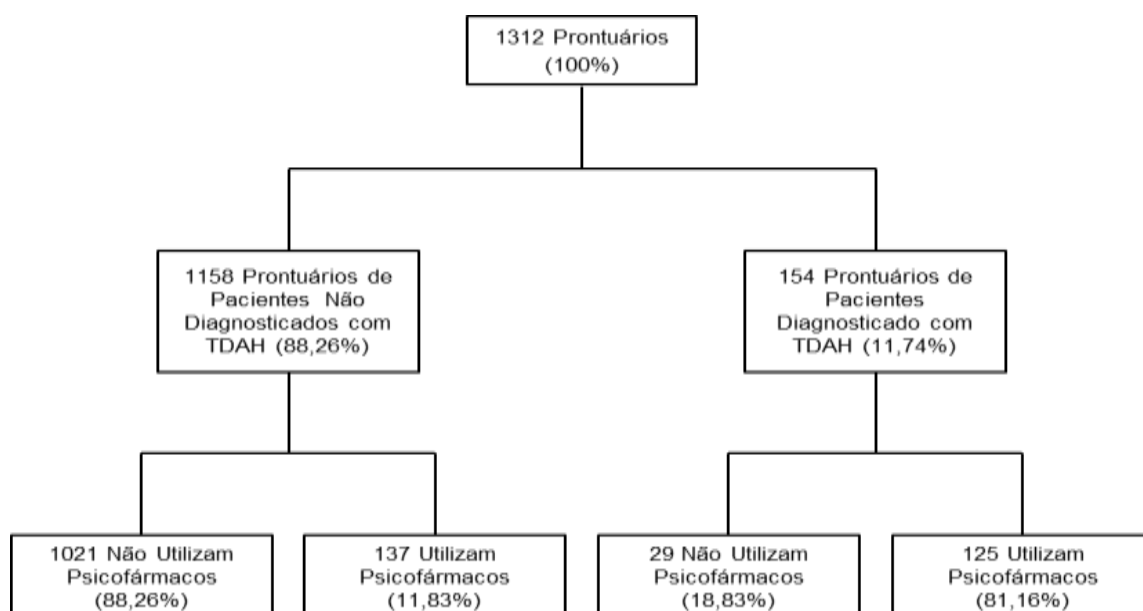 1312 Prontuários
(100%)
1158 Prontuários de
Pacientes Não
Diagnosticados com
TDAH (88,26%)
154 Prontuários de
Pacientes
Diagnosticado com
TDAH (11,74%)
1021 Não Utilizam
Psicofármacos
(88,26%)
137 Utilizam
Psicofármacos
(11,83%)
29 Não Utilizam
Psicofármacos
(18,83%)
125 Utilizam
Psicofármacos
(81,16%)